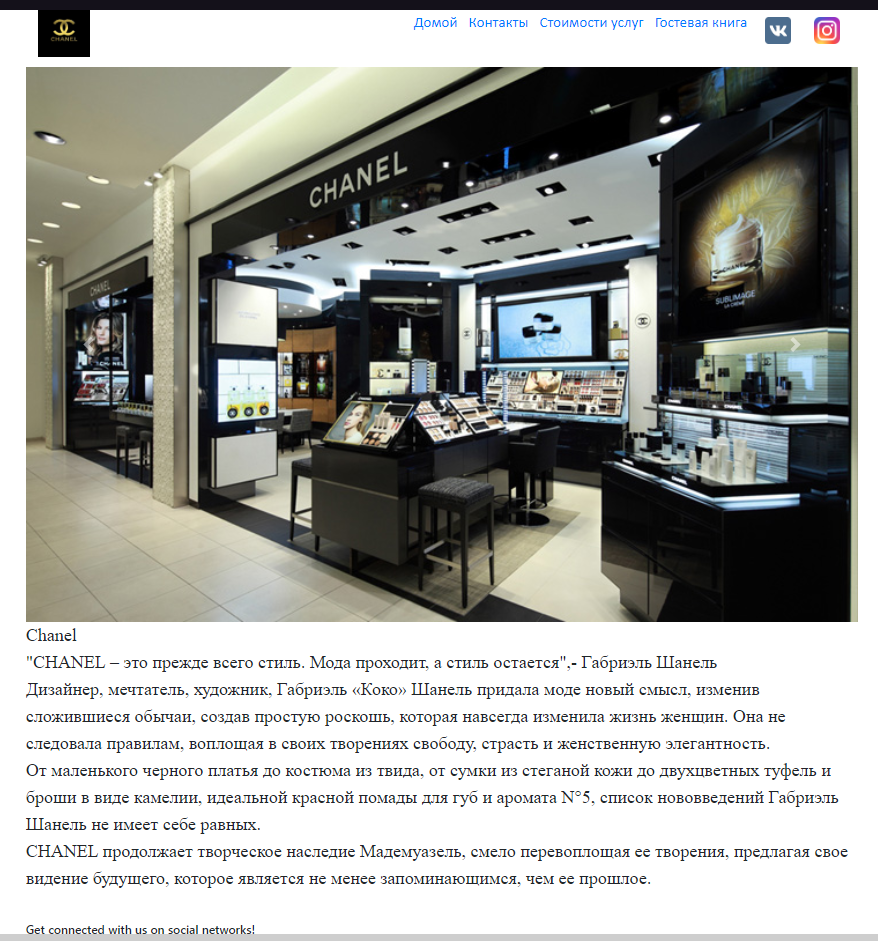 CHANEL
Домой Контакты Стоимости услуг Гостевая книга
CHANEL
CHANEL
CHANEL
CHANEL
SUBLIMAGE
LA CRÈME
Chanel
"CHANEL – это прежде всего стиль. Мода проходит, а стиль остается",- Габриэль Шанель
Дизайнер, мечтатель, художник, Габриэль «Коко» Шанель придала моде новый смысл, изменив
сложившиеся обычаи, создав простую роскошь, которая навсегда изменила жизнь женщин. Она не
следовала правилам, воплощая в своих творениях свободу, страсть и женственную элегантность.
От маленького черного платья до костюма из твида, от сумки из стеганой кожи до двухцветных туфель и
броши в виде камелии, идеальной красной помады для губ и аромата N°5, список нововведений Габриэль
Шанель не имеет себе равных.
CHANEL продолжает творческое наследие Мадемуазель, смело перевоплощая ее творения, предлагая свое
видение будущего, которое является не менее запоминающимся, чем ее прошлое.
Get connected with us on social networks!